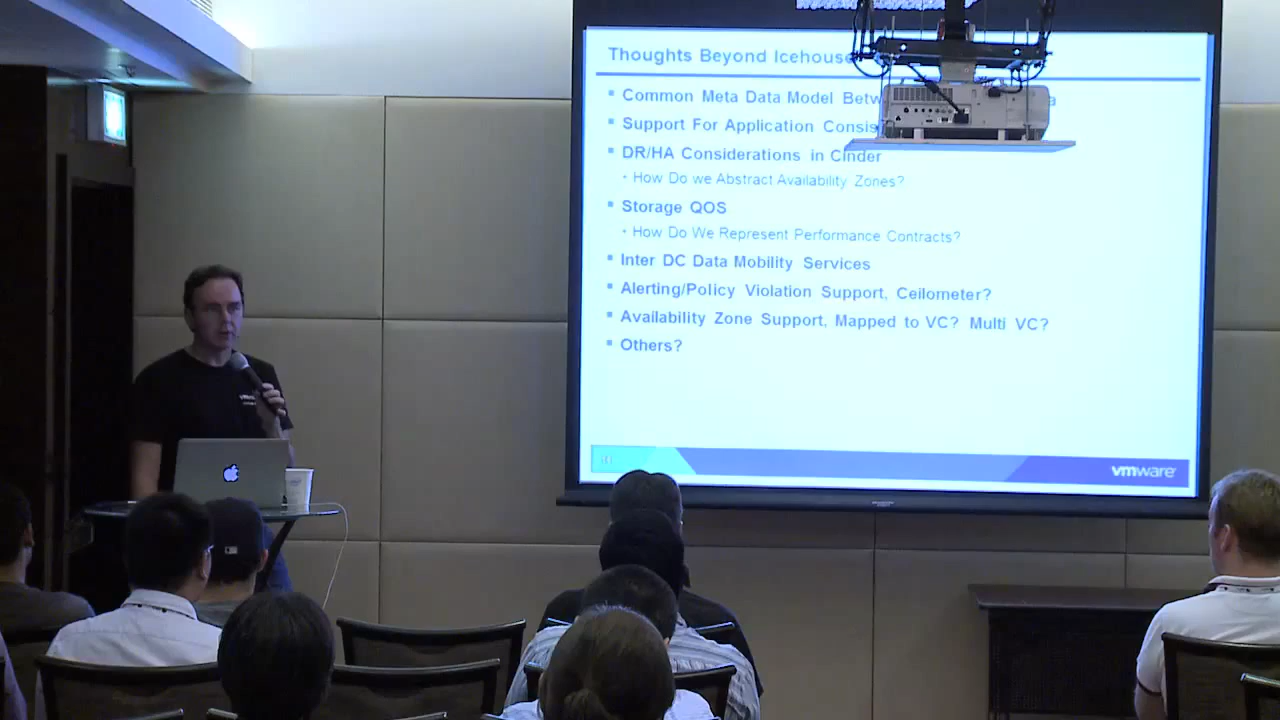 Thoughts Beyond Icehouse
Common Meta Data Model
Support For Application
DR/HA Considerations in Cinder
How Do we Abstract Availability Zones?
Storage QOS
How Do We Represent Performance Contracts?
Inter DC Data Mobility Services
Alerting/Policy Violation Support, Ceilometer?
Availability Zone Support, Mapped to VC? Multi VC?
Others?
vmware